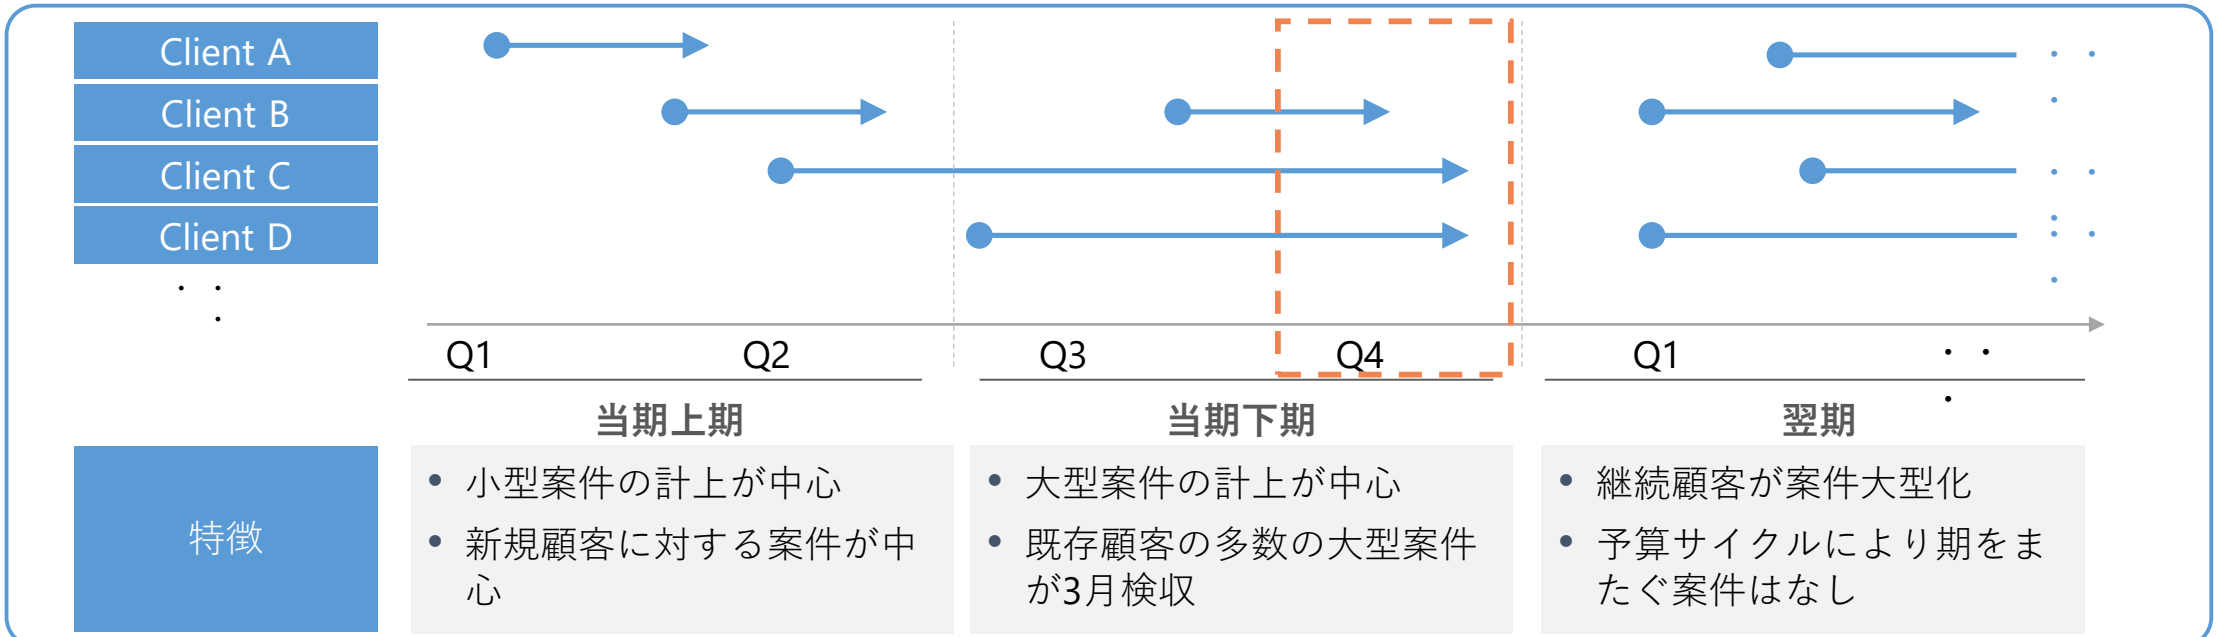 Client A
Client B
Client C
Client D
・・・
Q1 Q2 Q3 Q4 Q1 ・・・
当期上期 当期下期 翌期
特徴
• 小型案件の計上が中心
• 新規顧客に対する案件が中
心
• 大型案件の計上が中心
• 既存顧客の多数の大型案件
が3月検収
• 継続顧客が案件大型化
• 予算サイクルにより期をま
たぐ案件はなし